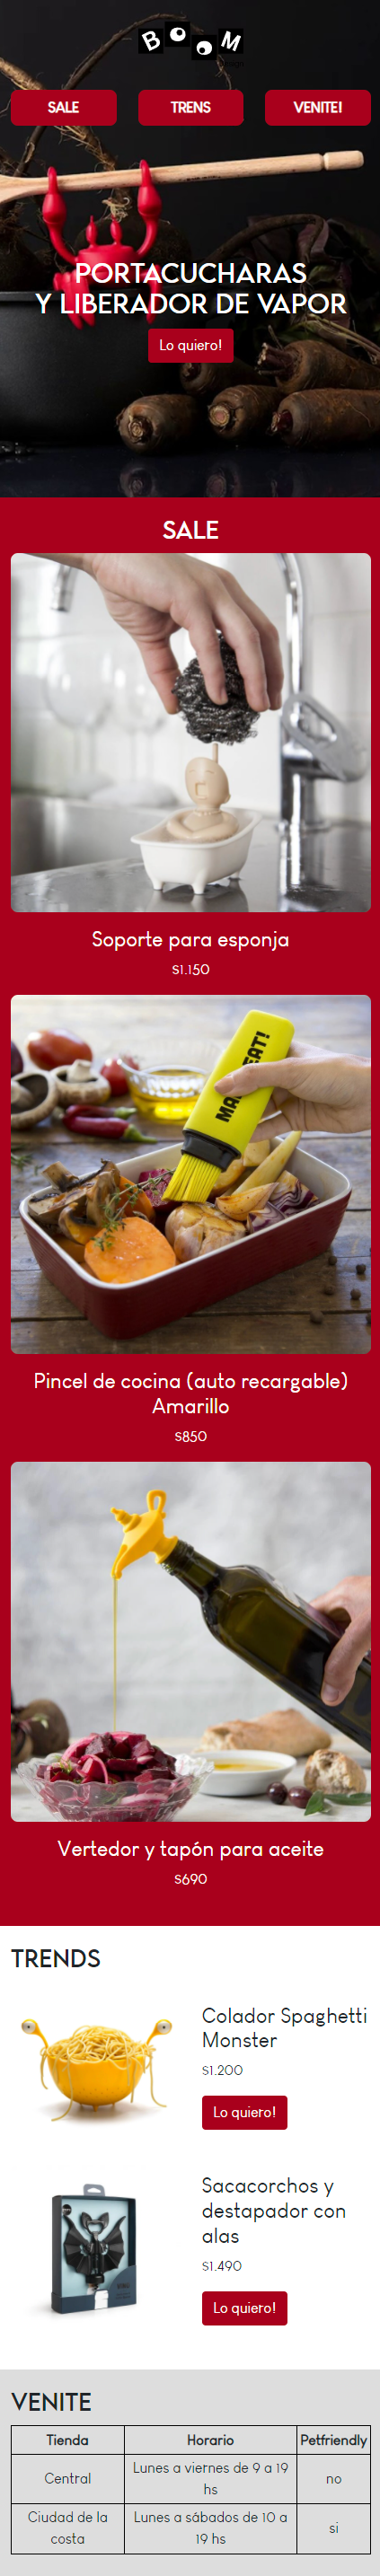 BOOM
SALE
TRENS
VENITE!
PORTACUCHARAS
Y LIBERADOR DE VAPOR
Lo quiero!
SALE
Soporte para esponja
$1.150
Pincel de cocina (auto recargable)
Amarillo
$850
Vertedor y tapón para aceite
$690
TRENDS
Colador Spaghetti
Monster
$1.200
Lo quiero!
Sacacorchos y
destapador con
alas
$1.490
Lo quiero!
VENITE
Tienda Horario Petfriendly
Central Lunes a viernes de 9 a 19
hs no
Ciudad de la
costa Lunes a sábados de 10 a
19 hs si